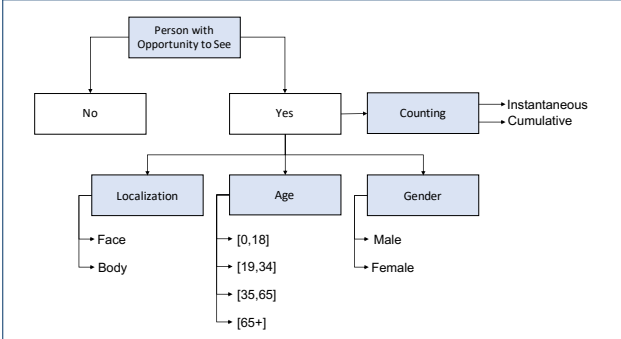 Person with
Opportunity to See
No
Yes
Counting
Instantaneous
Cumulative
Localization
Age
Gender
Face
Body
[0,18]
[19,34]
[35,65]
[65+]
Male
Female